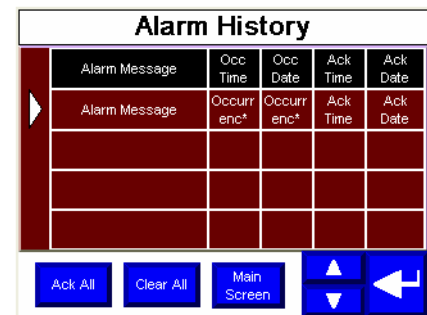 Alarm History
Alarm Message Occ Time Occ Date Ack Time Ack Date
Alarm Message Occurr enc* Occurr enc* Ack Time Ack Date
Ack All Clear All Main Screen